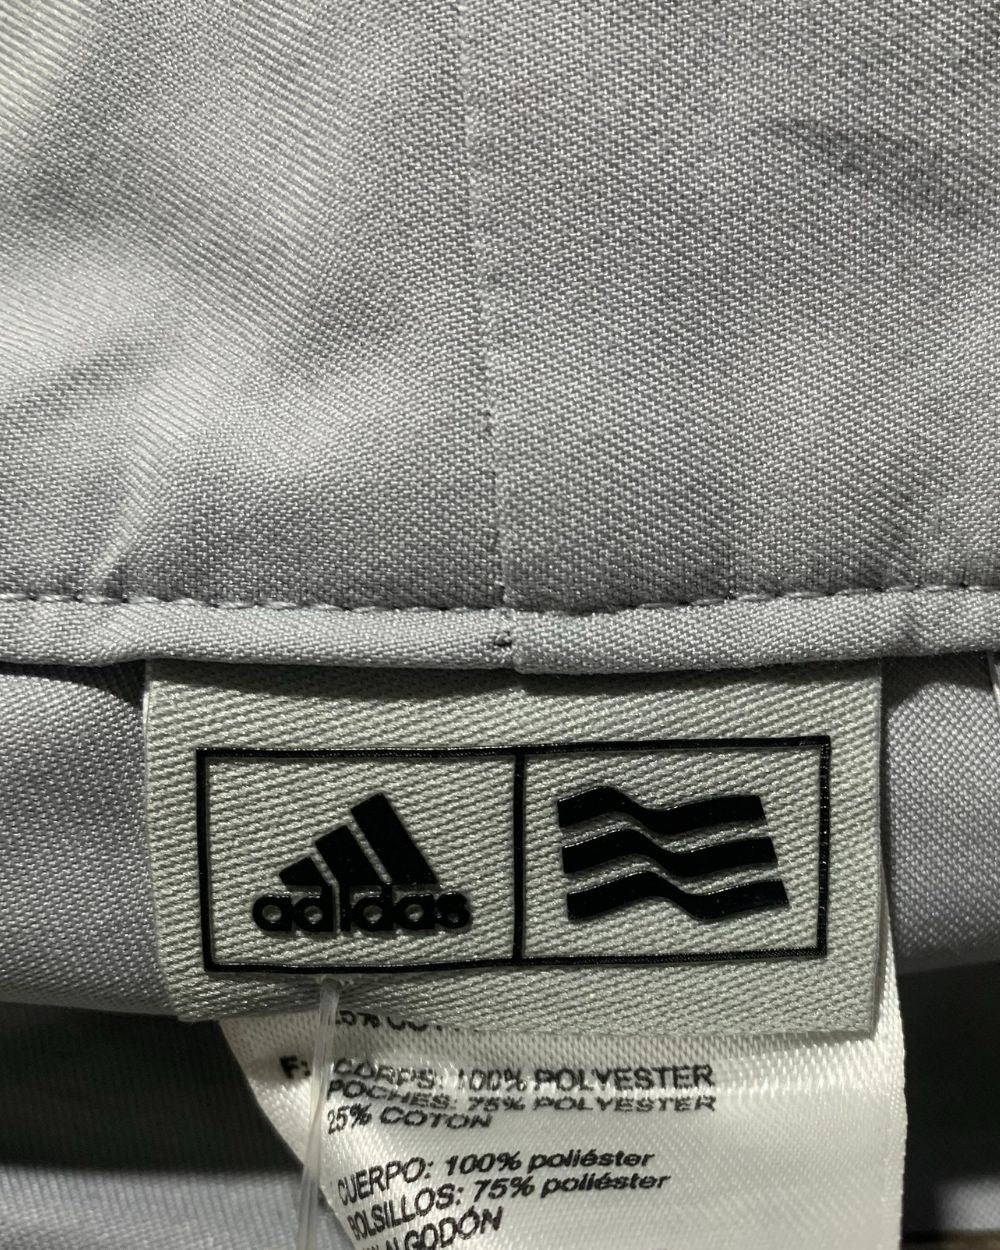 adidas
F: CORPS: 100% POLYESTER
POCHES: 75% POLYESTER
25% COTON
CUERPO: 100% poliéster
BOLSILLOS: 75% poliéster
ALGODÓN